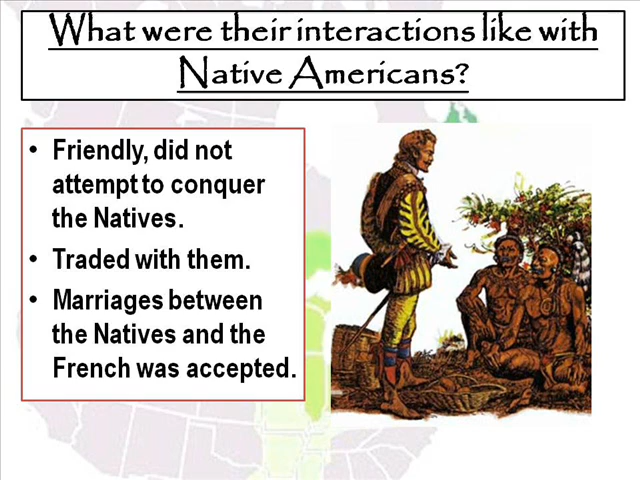 What were their interactions like with
Native Americans?
• Friendly, did not
attempt to conquer
the Natives.
• Traded with them.
• Marriages between
the Natives and the
French was accepted.